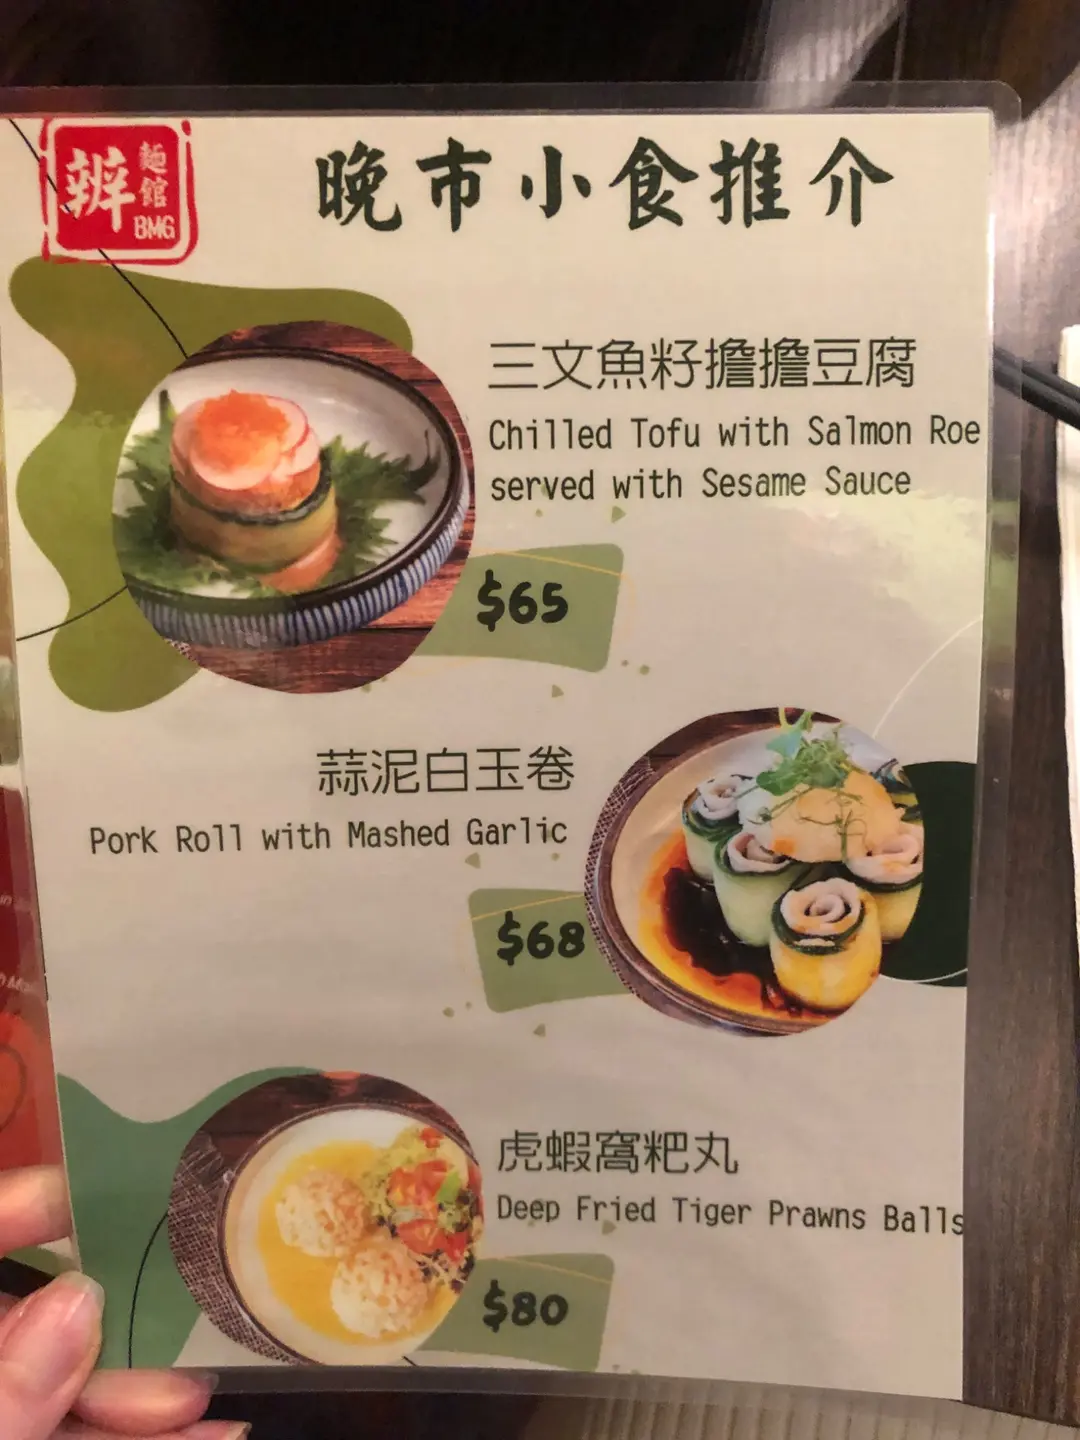 辨
麵館
BMG
晚市小食推介
三文魚籽擔擔豆腐
Chilled Tofu with Salmon Roe
served with Sesame Sauce
$65
蒜泥白玉卷
Pork Roll with Mashed Garlic
$68
虎蝦窩粑丸
Deep Fried Tiger Prawns Balls
$80